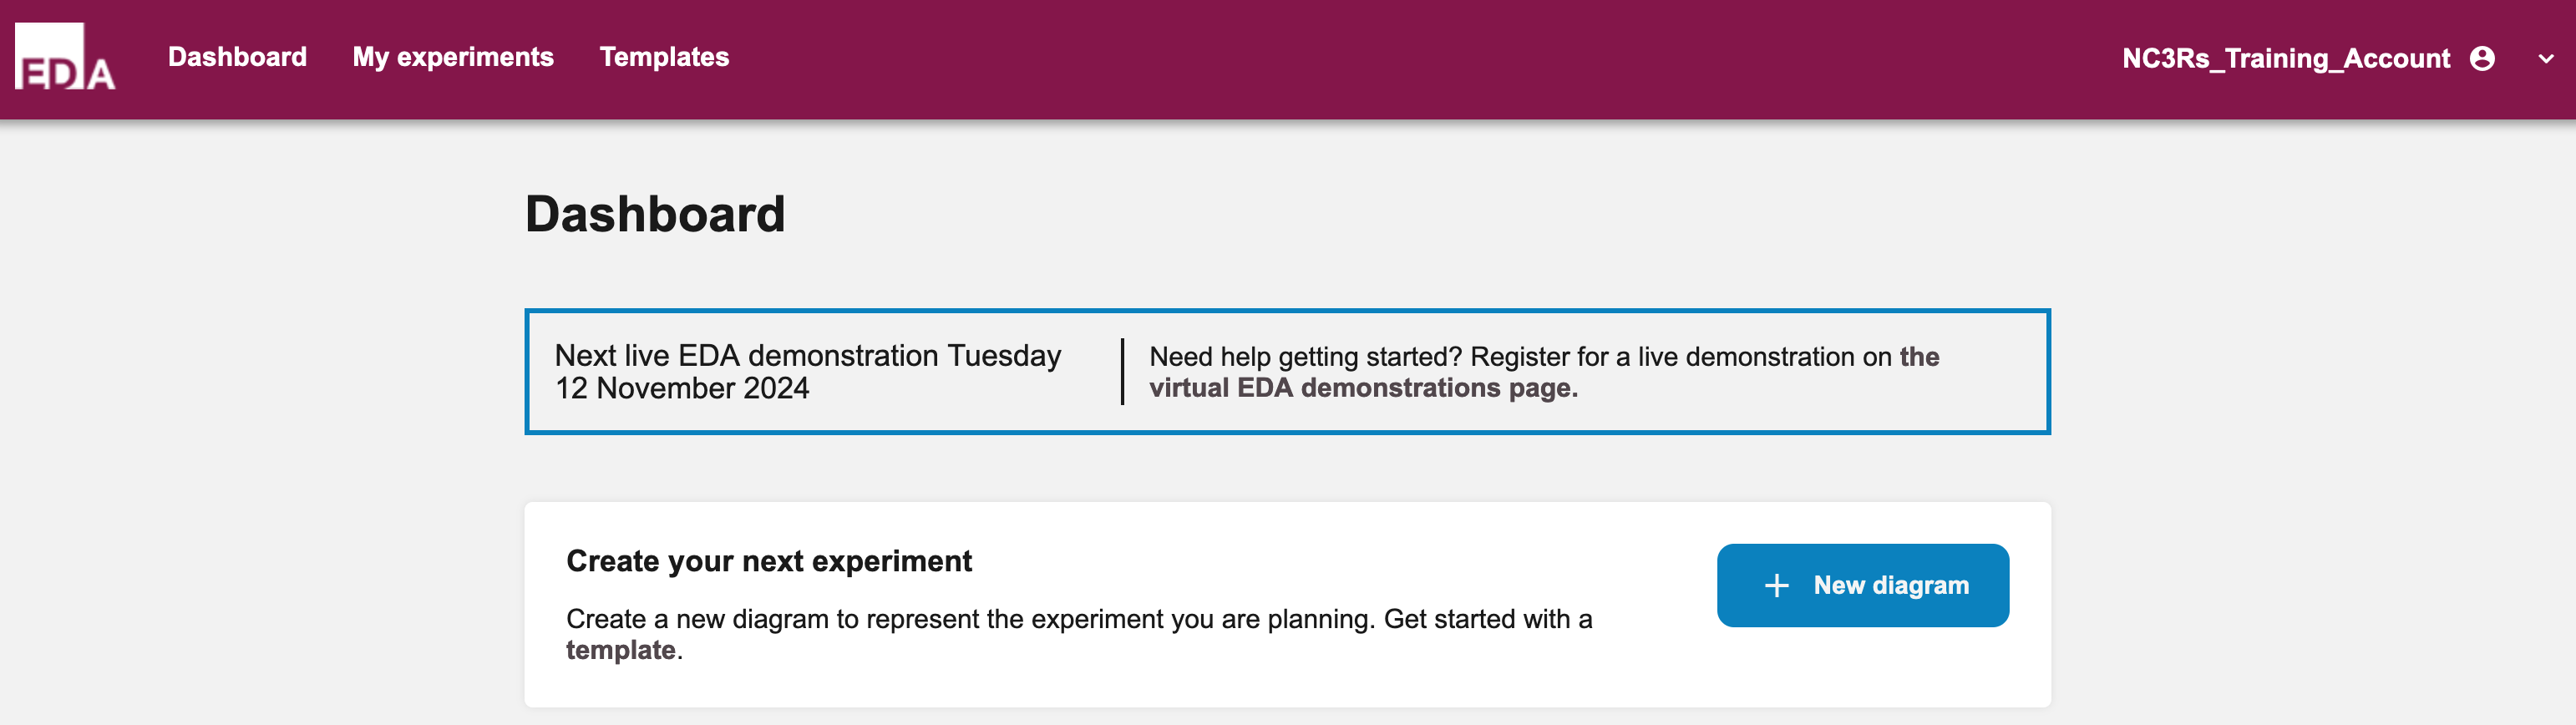 EDA
Dashboard
My experiments
Templates
NC3Rs_Training_Account
Dashboard
Next live EDA demonstration Tuesday
12 November 2024
Need help getting started? Register for a live demonstration on the
virtual EDA demonstrations page.
Create your next experiment
Create a new diagram to represent the experiment you are planning. Get started with a
template.
New diagram